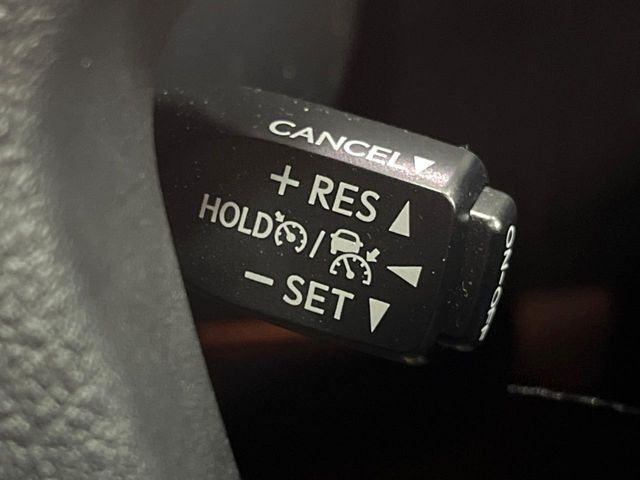 CANCEL▼
+ RES ▲
HOLD / ◀
- SET ▼
ON-OFF